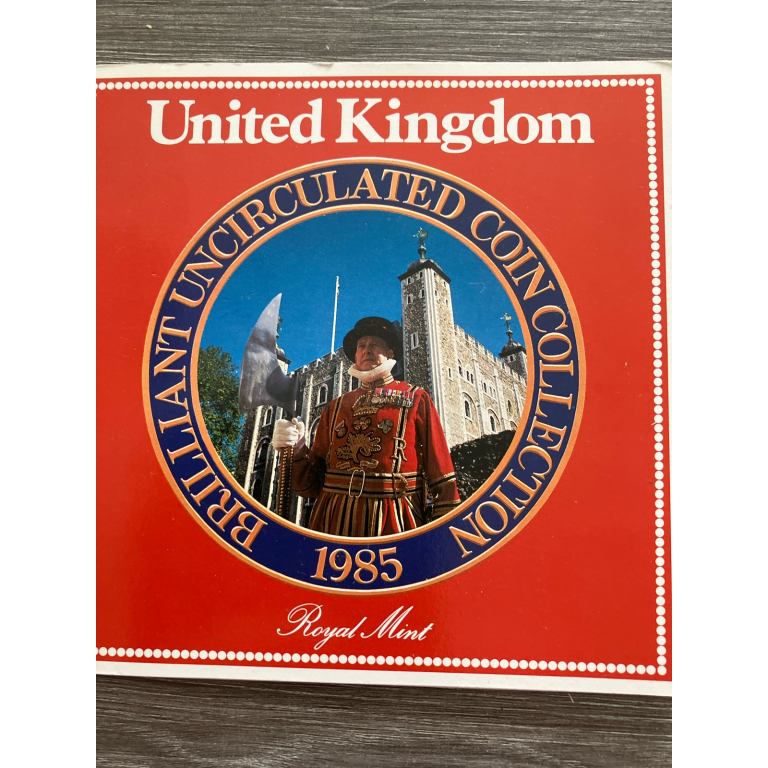 United Kingdom
BRILLIANT UNCIRCULATED COIN COLLECTION
1985
Royal Mint